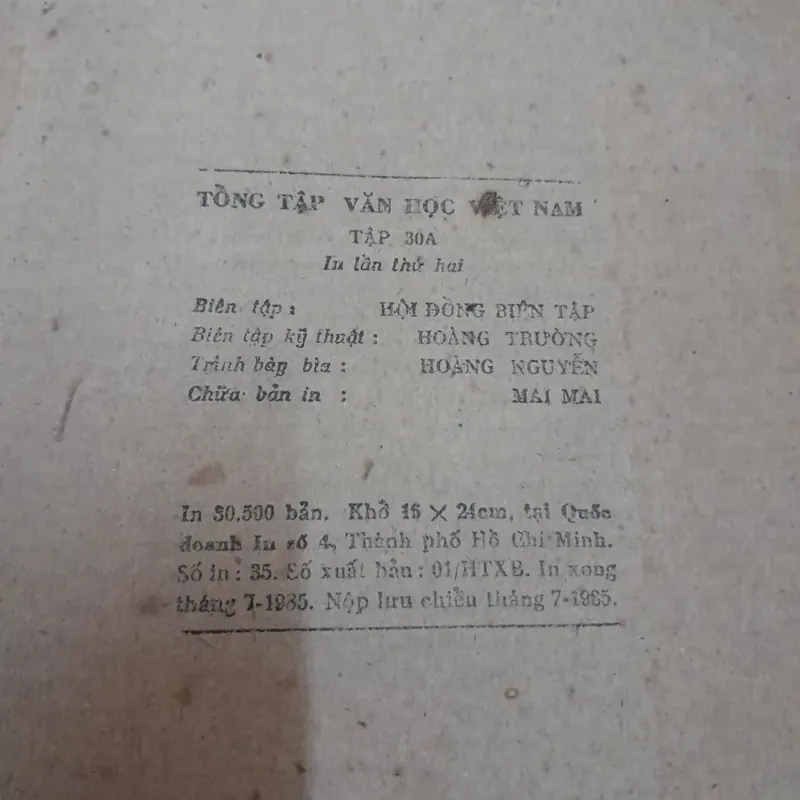 TỔNG TẬP VĂN HỌC VIỆT NAM
TẬP 30A
In lần thứ hai
Biên tập : HỘI ĐỒNG BIÊN TẬP
Biên tập kỹ thuật : HOÀNG TRƯỜNG
Trình bày bìa : HOÀNG NGUYỄN
Chữa bản in : MAI MAI
In 30.500 bản. Khổ 16 × 24cm, tại Quốc
doanh In số 4, Thành phố Hồ Chí Minh.
Số in : 35. Số xuất bản : 01/HTXB. In xong
tháng 7-1985. Nộp lưu chiểu tháng 7-1985.